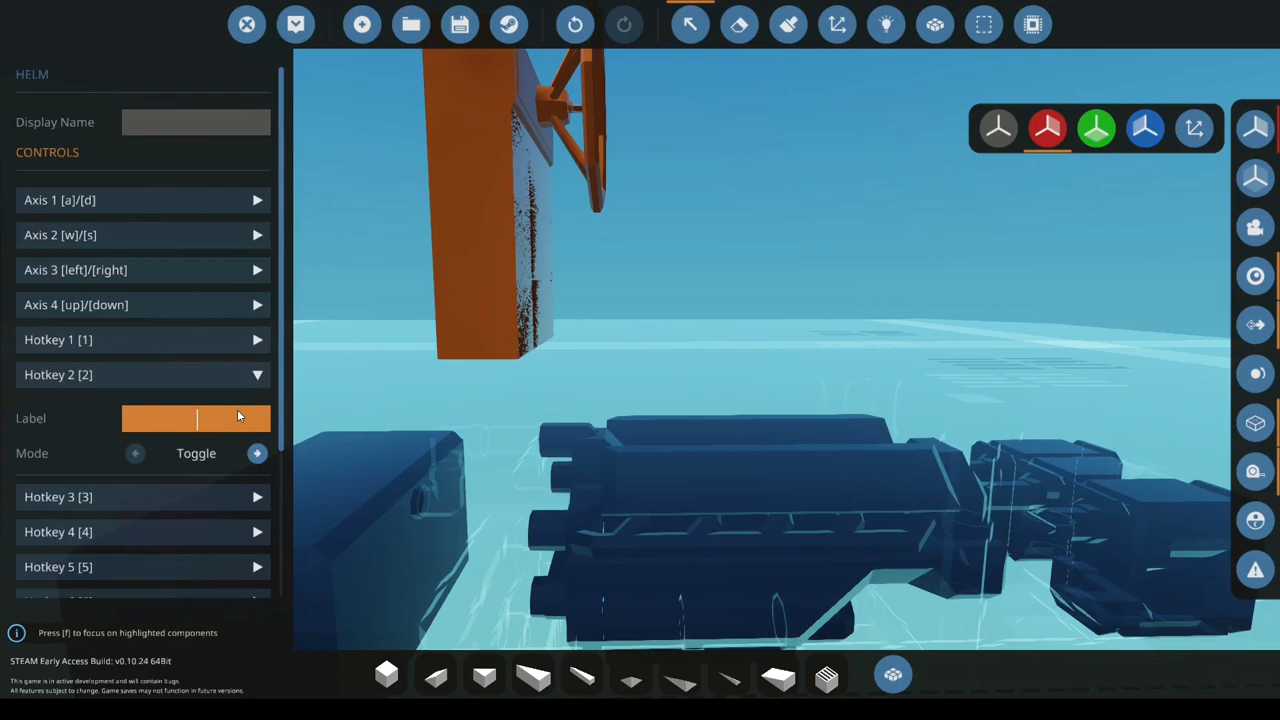 HELM
Display Name
CONTROLS
Axis 1 [a]/[d]
Axis 2 [w]/[s]
Axis 3 [left]/[right]
Axis 4 [up]/[down]
Hotkey 1 [1]
Hotkey 2 [2]
Label
Mode Toggle
Hotkey 3 [3]
Hotkey 4 [4]
Hotkey 5 [5]
Press [f] to focus on highlighted components
STEAM Early Access Build: v0.10.24 64Bit
This game is in active development and will contain bugs.
All features subject to change. Game saves may not function in future versions.